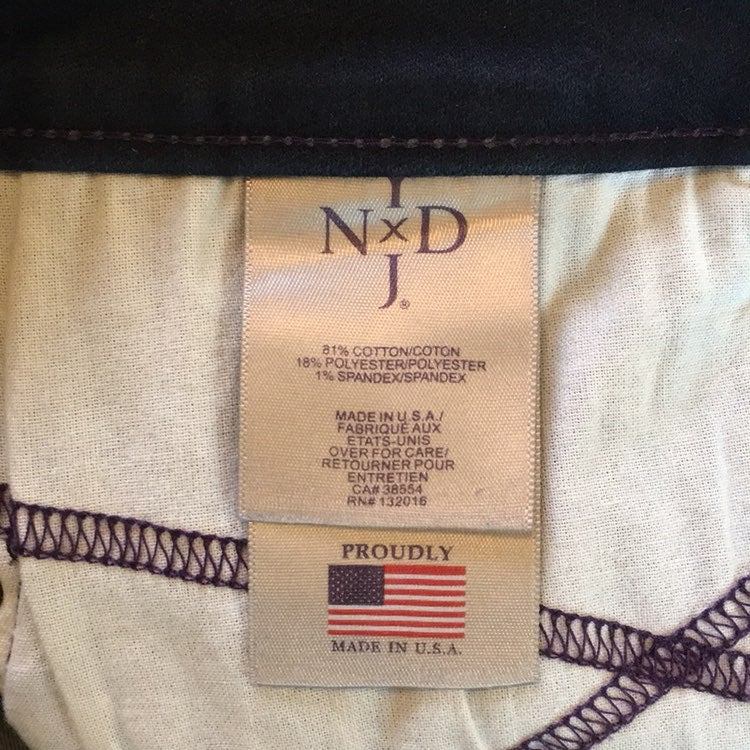 Y
N×D
J®
81% COTTON/COTON
18% POLYESTER/POLYESTER
1% SPANDEX/SPANDEX
MADE IN U.S.A./
FABRIQUÉ AUX
ETATS-UNIS
OVER FOR CARE/
RETOURNER POUR
ENTRETIEN
CA# 38554
RN# 132016
PROUDLY
MADE IN U.S.A.